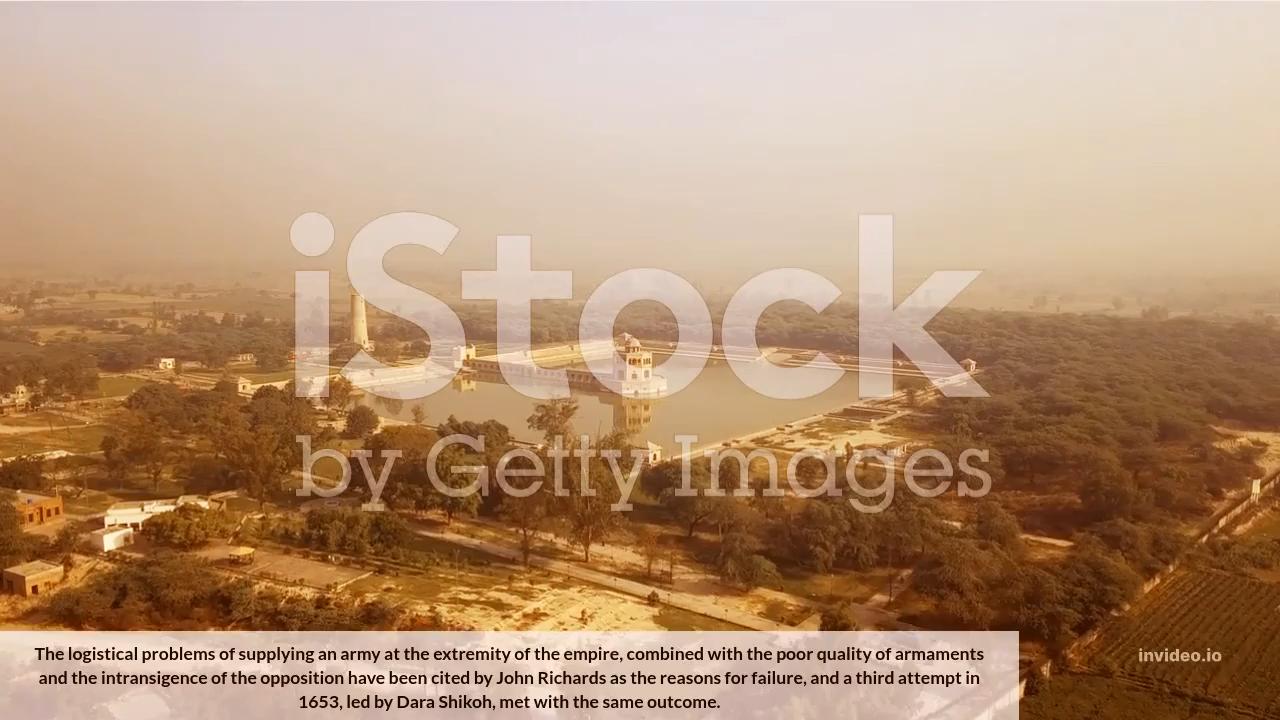 iStock
by Getty Images
The logistical problems of supplying an army at the extremity of the empire, combined with the poor quality of armaments
invideo.io
and the intransigence of the opposition have been cited by John Richards as the reasons for failure, and a third attempt in
1653, led by Dara Shikoh, met with the same outcome.